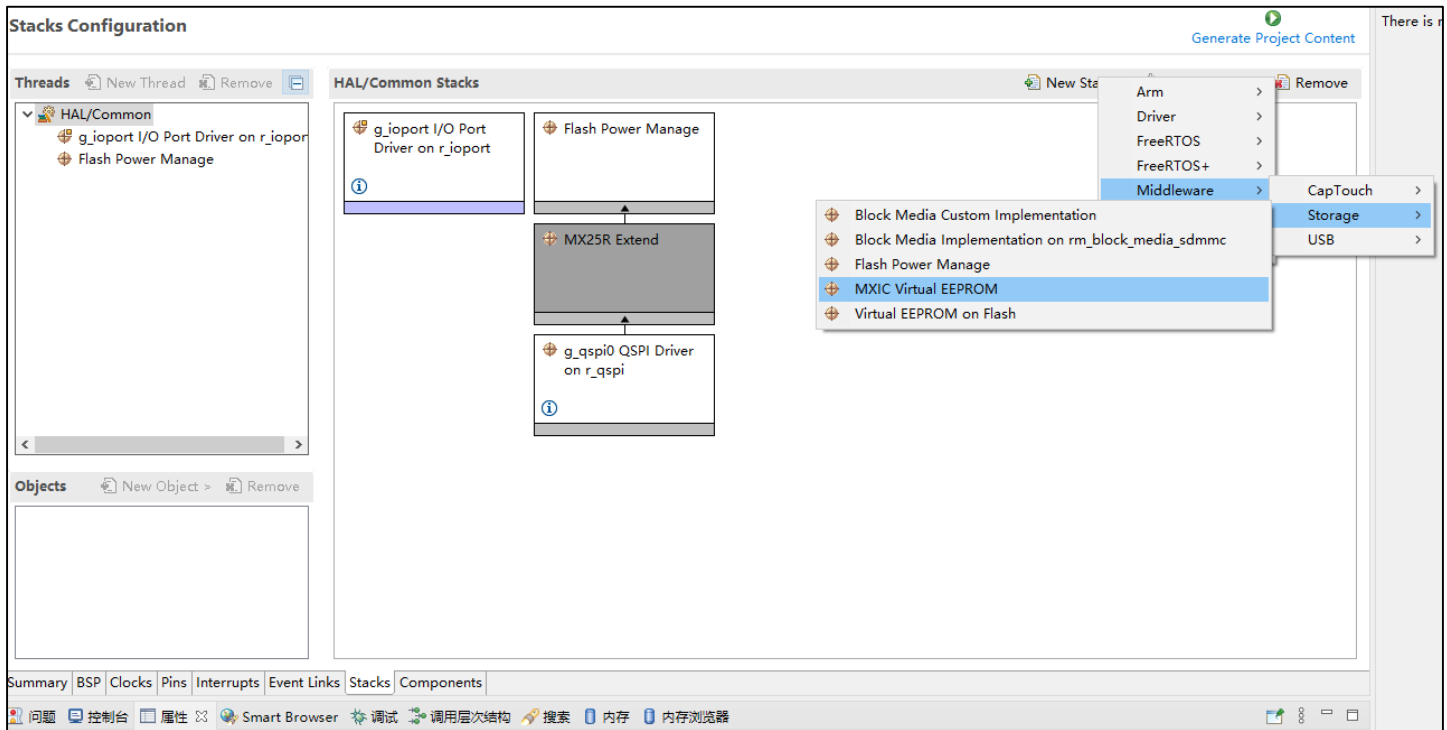 Stacks Configuration
Generate Project Content
There is
Threads New Thread Remove
HAL/Common
g_ioport I/O Port Driver on r_iopor
Flash Power Manage
Objects New Object > Remove
HAL/Common Stacks New Sta Remove
g_ioport I/O Port
Driver on r_ioport
Flash Power Manage
MX25R Extend
g_qspi0 QSPI Driver
on r_qspi
Arm >
Driver >
FreeRTOS >
FreeRTOS+ >
Middleware >
CapTouch >
Storage >
USB >
Block Media Custom Implementation
Block Media Implementation on rm_block_media_sdmmc
Flash Power Manage
MXIC Virtual EEPROM
Virtual EEPROM on Flash
Summary BSP Clocks Pins Interrupts Event Links Stacks Components
问题 控制台 属性 Smart Browser 调试 调用层次结构 搜索 内存 内存浏览器